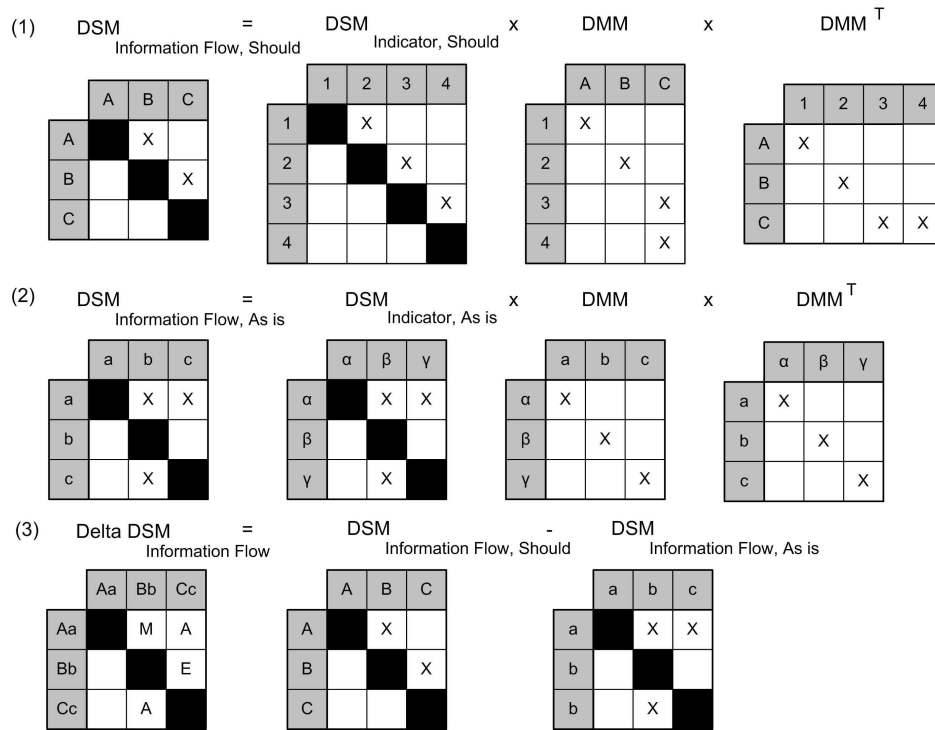 (1) DSM Information Flow, Should = DSM Indicator, Should x DMM x DMM T
A B C
A X
B X
C
1 2 3 4
1 X
2 X
3 X
4
A B C
1 X
2 X
3 X
4 X
1 2 3 4
A X
B X
C X X
(2) DSM Information Flow, As is = DSM Indicator, As is x DMM x DMM T
a b c
a X X
b
c X
α β γ
α X X
β
γ X
a b c
α X
β X
γ X
α β γ
a X
b X
c X
(3) Delta DSM Information Flow = DSM Information Flow, Should - DSM Information Flow, As is
Aa Bb Cc
Aa M A
Bb E
Cc A
A B C
A X
B X
C
a b c
a X X
b
b X